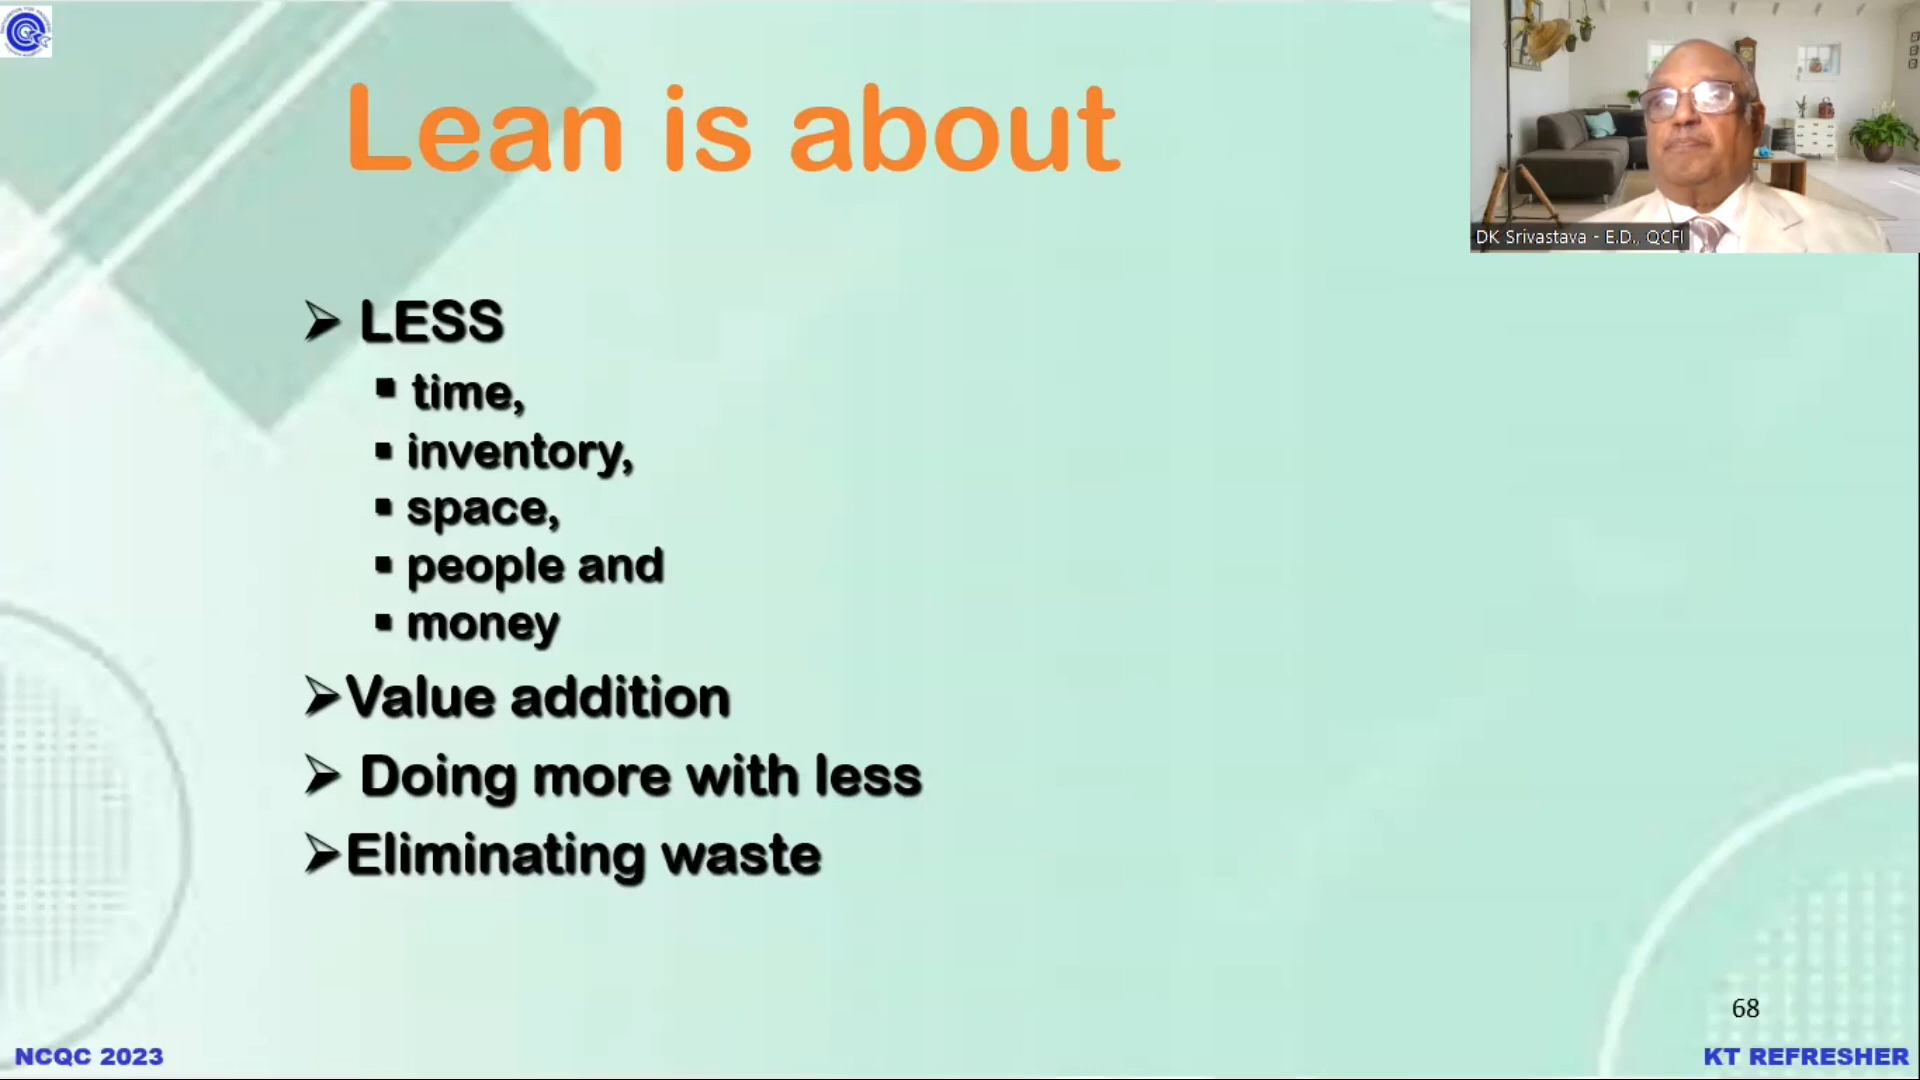 Lean is about
DK Srivastava - E.D., QCFI
➢ LESS
▪ time,
▪ inventory,
▪ space,
▪ people and
▪ money
➢Value addition
➢ Doing more with less
➢Eliminating waste
68
NCQC 2023
KT REFRESHER